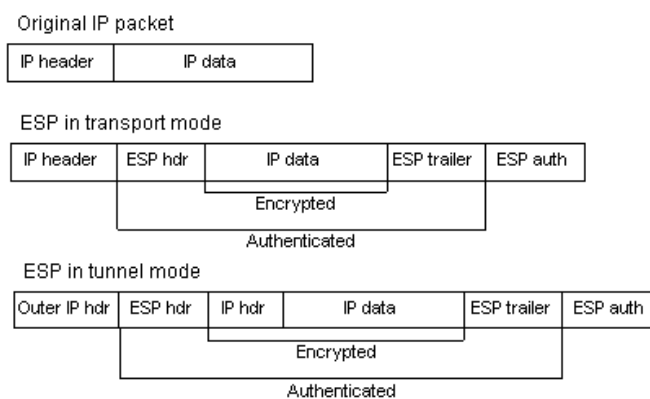 Original IP packet
IP header IP data
ESP in transport mode
IP header ESP hdr IP data ESP trailer ESP auth
Encrypted
Authenticated
ESP in tunnel mode
Outer IP hdr ESP hdr IP hdr IP data ESP trailer ESP auth
Encrypted
Authenticated